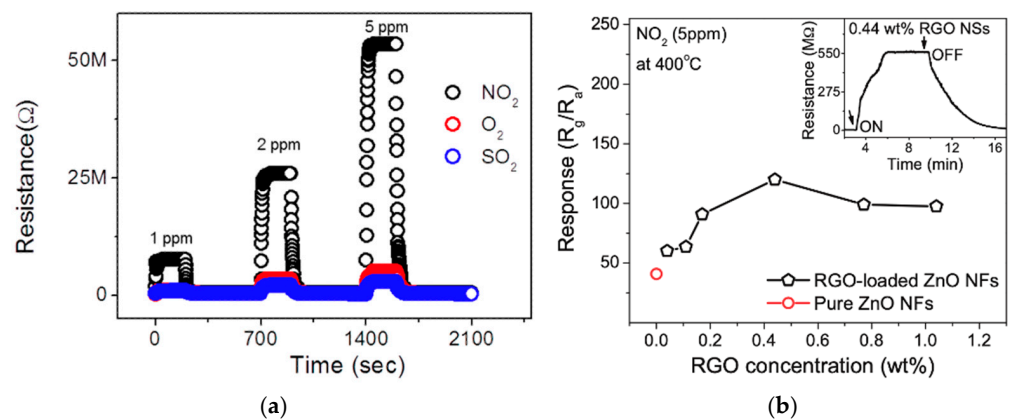 Resistance(Ω)
50M
25M
0
1 ppm
2 ppm
5 ppm
NO₂
O₂
SO₂
0 700 1400 2100
Time (sec)
(a)
Response (Rg/Ra)
250
200
150
100
50
NO₂ (5ppm)
at 400°C
0.44 wt% RGO NSs
Resistance (MΩ)
550
275
0
OFF
ON
4 8 12 16
Time (min)
RGO-loaded ZnO NFs
Pure ZnO NFs
0.0 0.2 0.4 0.6 0.8 1.0 1.2
RGO concentration (wt%)
(b)